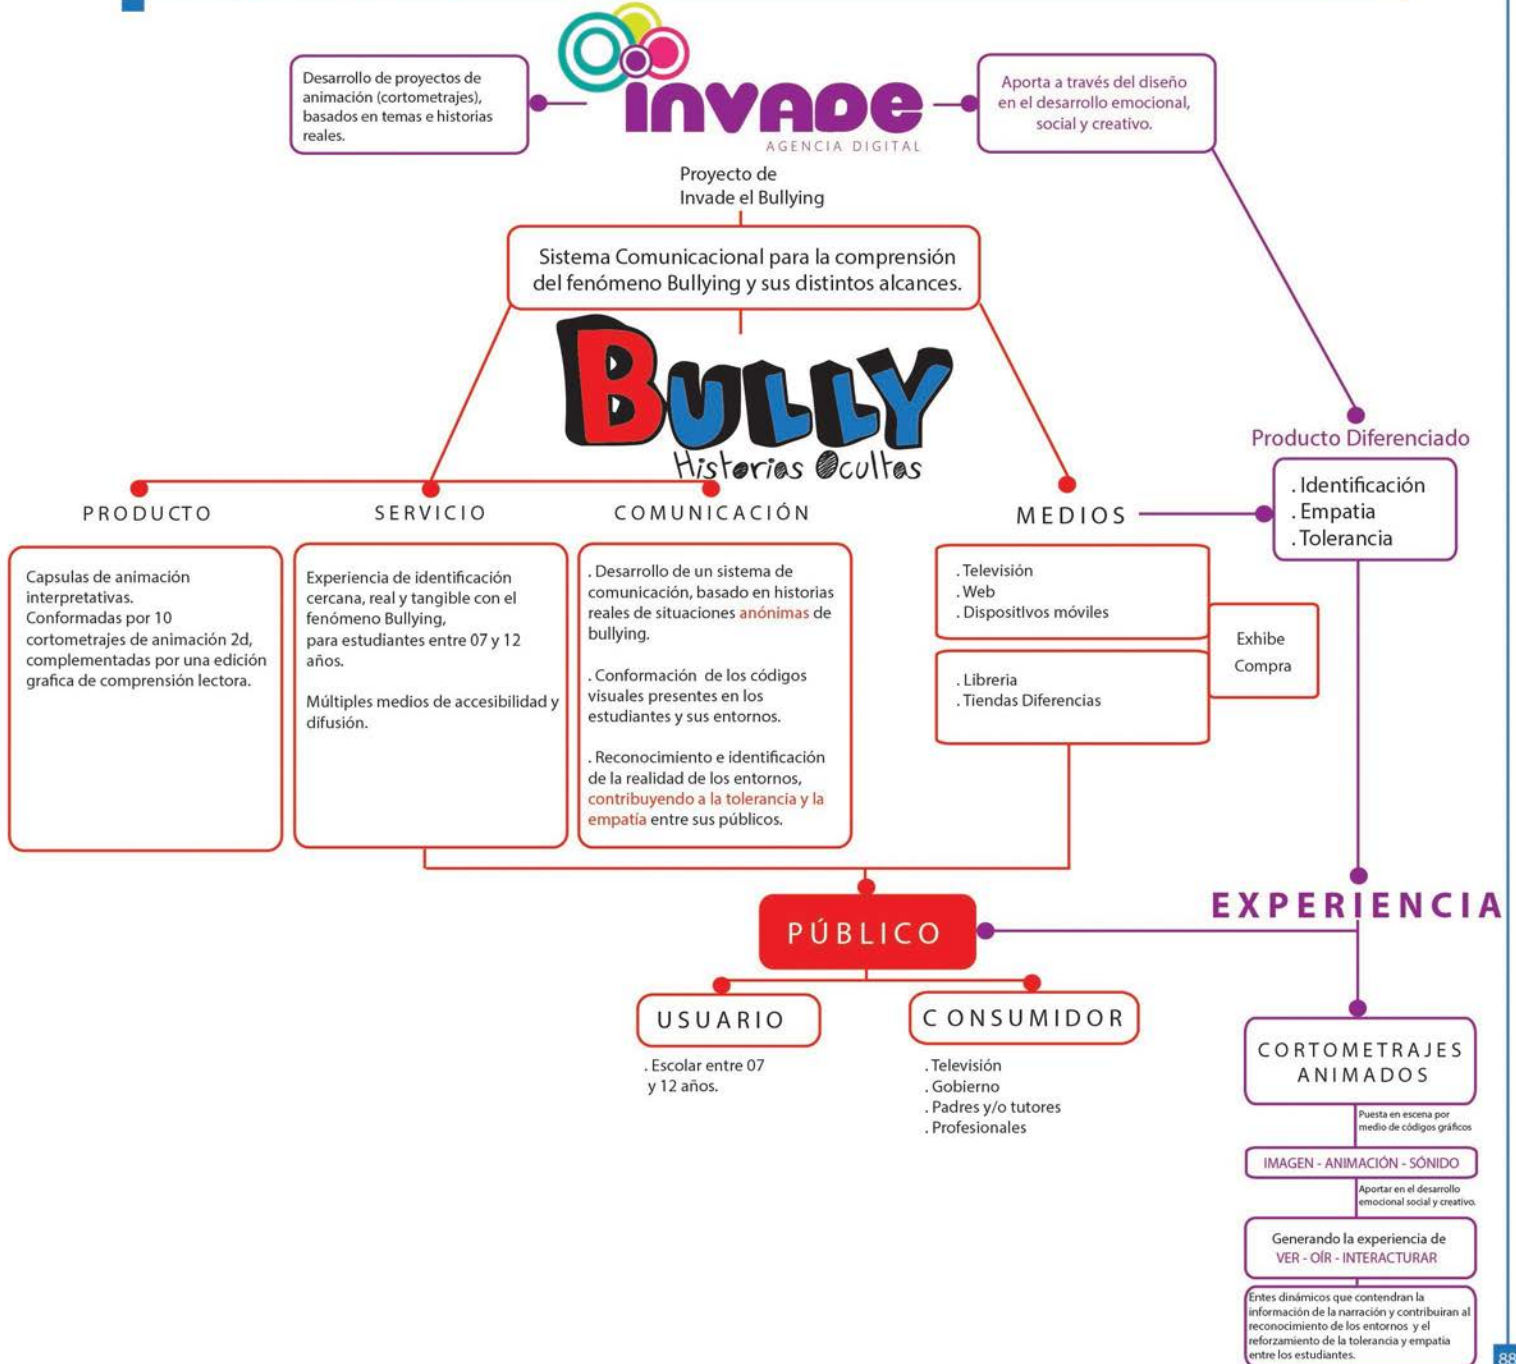 Desarrollo de proyectos de
animación (cortometrajes),
basados en temas e historias
reales.
invade
AGENCIA DIGITAL
Aporta a través del diseño
en el desarrollo emocional,
social y creativo.
Proyecto de
Invade el Bullying
Sistema Comunicacional para la comprensión
del fenómeno Bullying y sus distintos alcances.
BULLY
Historias Ocultas
Producto Diferenciado
. Identificación
. Empatia
. Tolerancia
PRODUCTO
Capsulas de animación
interpretativas.
Conformadas por 10
cortometrajes de animación 2d,
complementadas por una edición
grafica de comprensión lectora.
SERVICIO
Experiencia de identificación
cercana, real y tangible con el
fenómeno Bullying,
para estudiantes entre 07 y 12
años.
Múltiples medios de accesibilidad y
difusión.
COMUNICACIÓN
. Desarrollo de un sistema de
comunicación, basado en historias
reales de situaciones anónimas de
bullying.
. Conformación de los códigos
visuales presentes en los
estudiantes y sus entornos.
. Reconocimiento e identificación
de la realidad de los entornos,
contribuyendo a la tolerancia y la
empatía entre sus públicos.
MEDIOS
. Televisión
. Web
. Dispositivos móviles
. Libreria
. Tiendas Diferencias
Exhibe
Compra
EXPERIENCIA
PÚBLICO
USUARIO
. Escolar entre 07
y 12 años.
CONSUMIDOR
. Televisión
. Gobierno
. Padres y/o tutores
. Profesionales
CORTOMETRAJES
ANIMADOS
Puesta en escena por
medio de códigos gráficos
IMAGEN - ANIMACIÓN - SÓNIDO
Aportar en el desarrollo
emocional social y creativo.
Generando la experiencia de
VER - OÍR - INTERACTURAR
Entes dinámicos que contendran la
información de la narración y contribuiran al
reconocimiento de los entornos y el
reforzamiento de la tolerancia y empatia
entre los estudiantes.
88